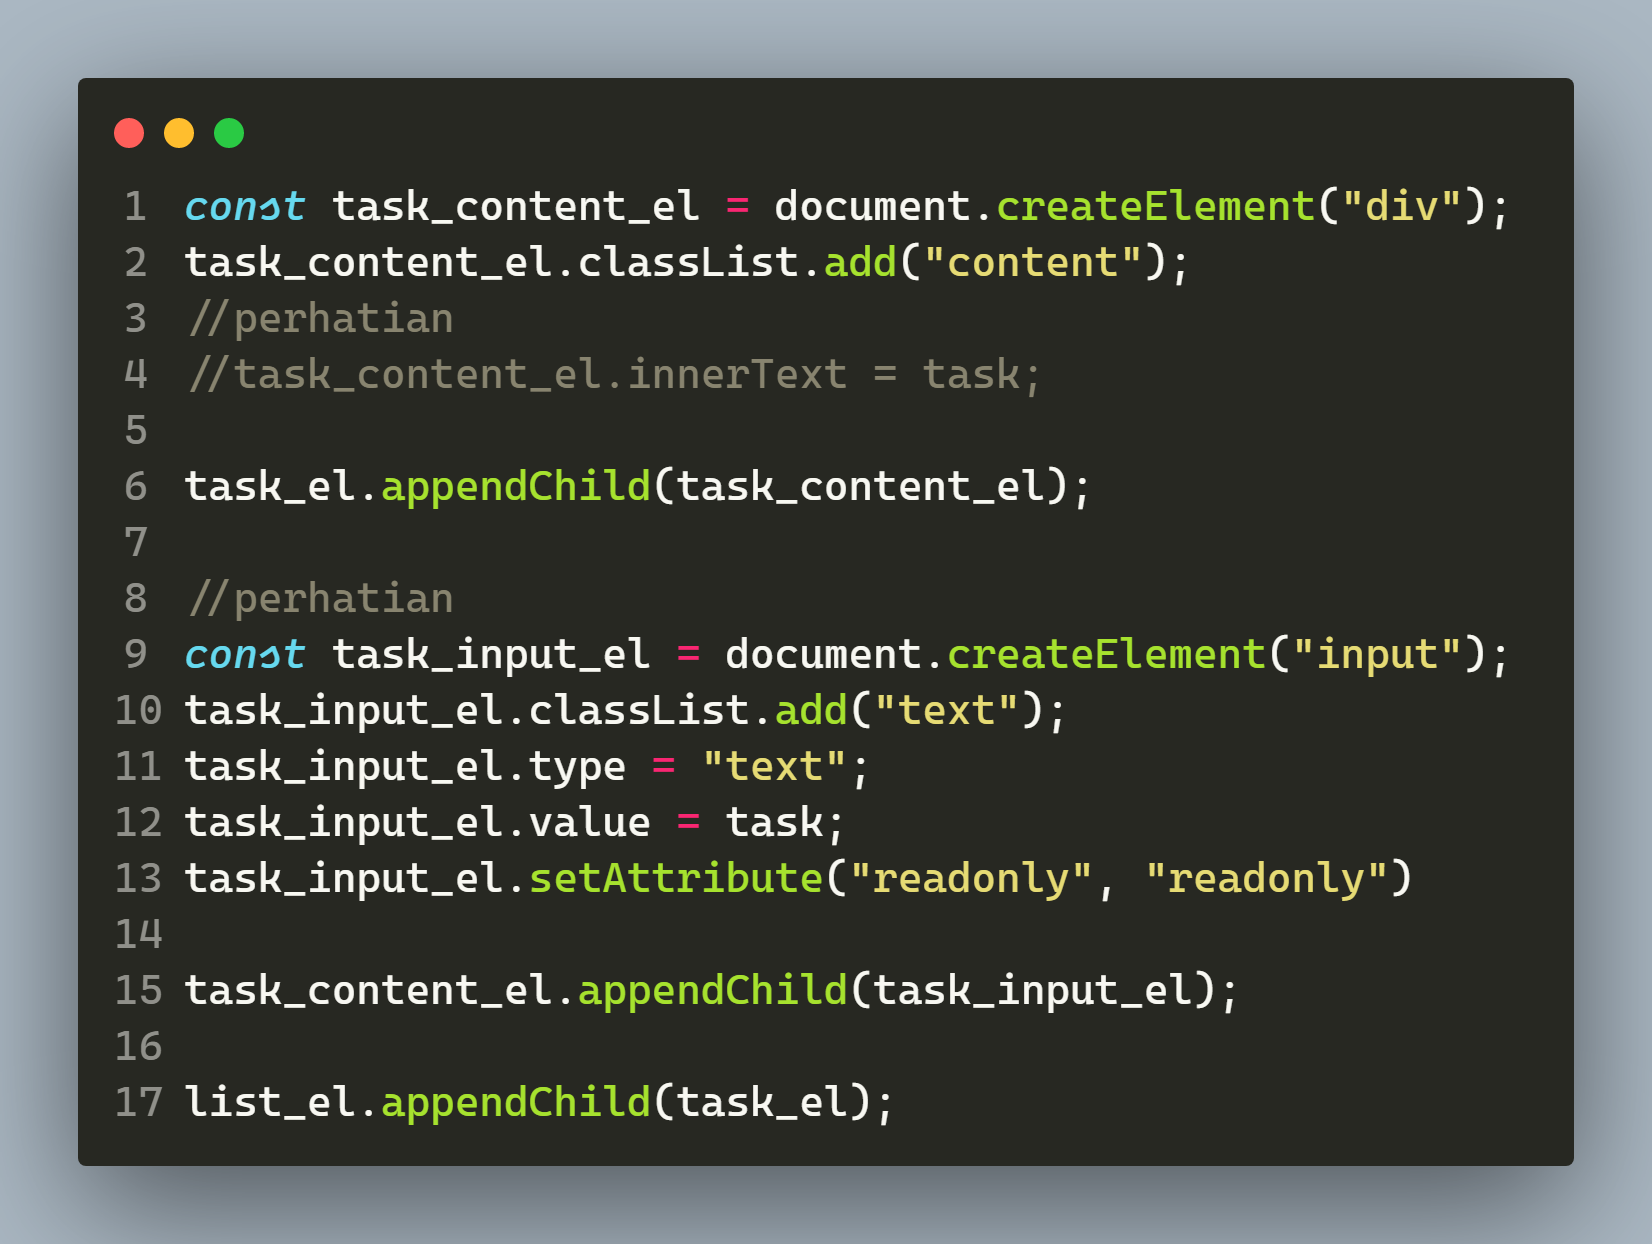 1 const task_content_el = document.createElement("div");
2 task_content_el.classList.add("content");
3 //perhatian
4 //task_content_el.innerText = task;
5
6 task_el.appendChild(task_content_el);
7
8 //perhatian
9 const task_input_el = document.createElement("input");
10 task_input_el.classList.add("text");
11 task_input_el.type = "text";
12 task_input_el.value = task;
13 task_input_el.setAttribute("readonly", "readonly")
14
15 task_content_el.appendChild(task_input_el);
16
17 list_el.appendChild(task_el);